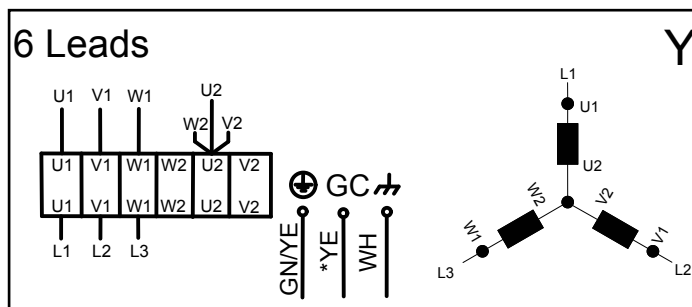 6 Leads
Y
U1 V1 W1 U2
W2 V2
U1 V1 W1 W2 U2 V2
U1 V1 W1 W2 U2 V2
L1 L2 L3
GC
GN/YE *YE WH
L1
U1
U2
W2 V2
W1 V1
L3 L2